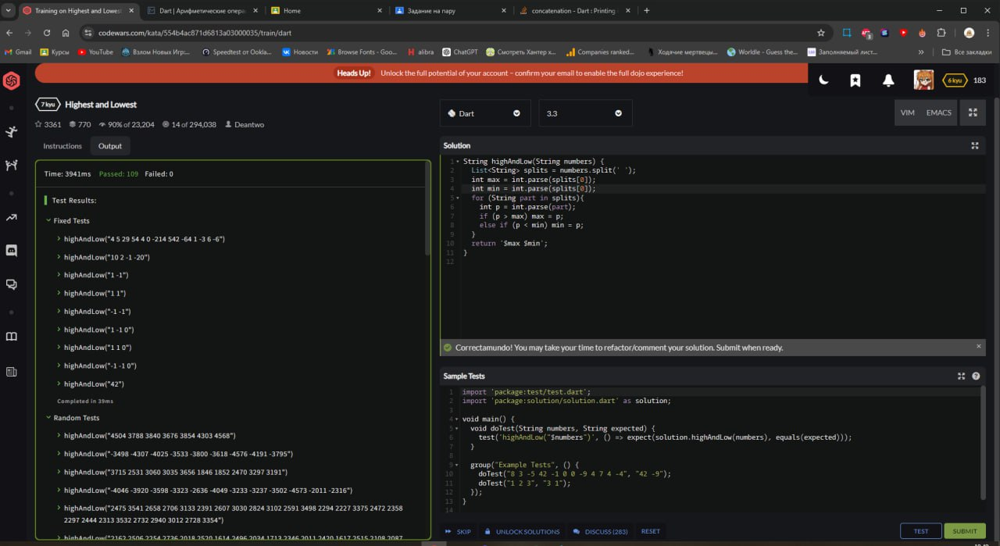 Training on Highest and Lowest
Dart | Арифметические опера
Home
Задание на пару
concatenation - Dart : Printing
codewars.com/kata/554b4ac871d6813a03000035/train/dart
Gmail
Курсы
YouTube
Взлом Новых Игр:...
Speedtest от Ookla...
Новости
Browse Fonts - Goo...
alibra
ChatGPT
Смотреть Хантер х...
Companies ranked...
Ходячие мертвецы...
Worldle - Guess the...
Заполняемый лист...
Все закладки
Heads Up! Unlock the full potential of your account – confirm your email to enable the full dojo experience!
6 kyu 183
7 kyu Highest and Lowest
3361 770 90% of 23,204 14 of 294,038 Deantwo
Dart
3.3
VIM EMACS
Instructions Output
Time: 3941ms Passed: 109 Failed: 0
Test Results:
Fixed Tests
highAndLow("4 5 29 54 4 0 -214 542 -64 1 -3 6 -6")
highAndLow("10 2 -1 -20")
highAndLow("1 -1")
highAndLow("1 1")
highAndLow("-1 -1")
highAndLow("1 -1 0")
highAndLow("1 1 0")
highAndLow("-1 -1 0")
highAndLow("42")
Completed in 39ms
Random Tests
highAndLow("4504 3788 3840 3676 3854 4303 4568")
highAndLow("-3498 -4307 -4025 -3533 -3800 -3618 -4576 -4191 -3795")
highAndLow("3715 2531 3060 3035 3656 1846 1852 2470 3297 3191")
highAndLow("-4046 -3920 -3598 -3323 -2636 -4049 -3233 -3237 -3502 -4573 -2011 -2316")
highAndLow("2475 3541 2658 2706 3133 2391 2607 3030 2824 3102 2591 3498 2294 2227 3375 2472 2358
2297 2444 2313 3532 2732 2940 3012 2728 3354")
highAndLow("2162 2506 2254 2736 2018 2520 1614 2496 2034 1713 2346 2011 2420 1617 2515 2108 2087
Solution
1 String highAndLow(String numbers) {
2 List<String> splits = numbers.split(' ');
3 int max = int.parse(splits[0]);
4 int min = int.parse(splits[0]);
5 for (String part in splits){
6 int p = int.parse(part);
7 if (p > max) max = p;
8 else if (p < min) min = p;
9 }
10 return '$max $min';
11 }
12
Correctamundo! You may take your time to refactor/comment your solution. Submit when ready.
Sample Tests
1 import 'package:test/test.dart';
2 import 'package:solution/solution.dart' as solution;
3
4 void main() {
5 void doTest(String numbers, String expected) {
6 test('highAndLow("$numbers")', () => expect(solution.highAndLow(numbers), equals(expected)));
7 }
8
9 group("Example Tests", () {
10 doTest("8 3 -5 42 -1 0 0 -9 4 7 4 -4", "42 -9");
11 doTest("1 2 3", "3 1");
12 });
13 }
14
SKIP
UNLOCK SOLUTIONS
DISCUSS (283)
RESET
TEST
SUBMIT